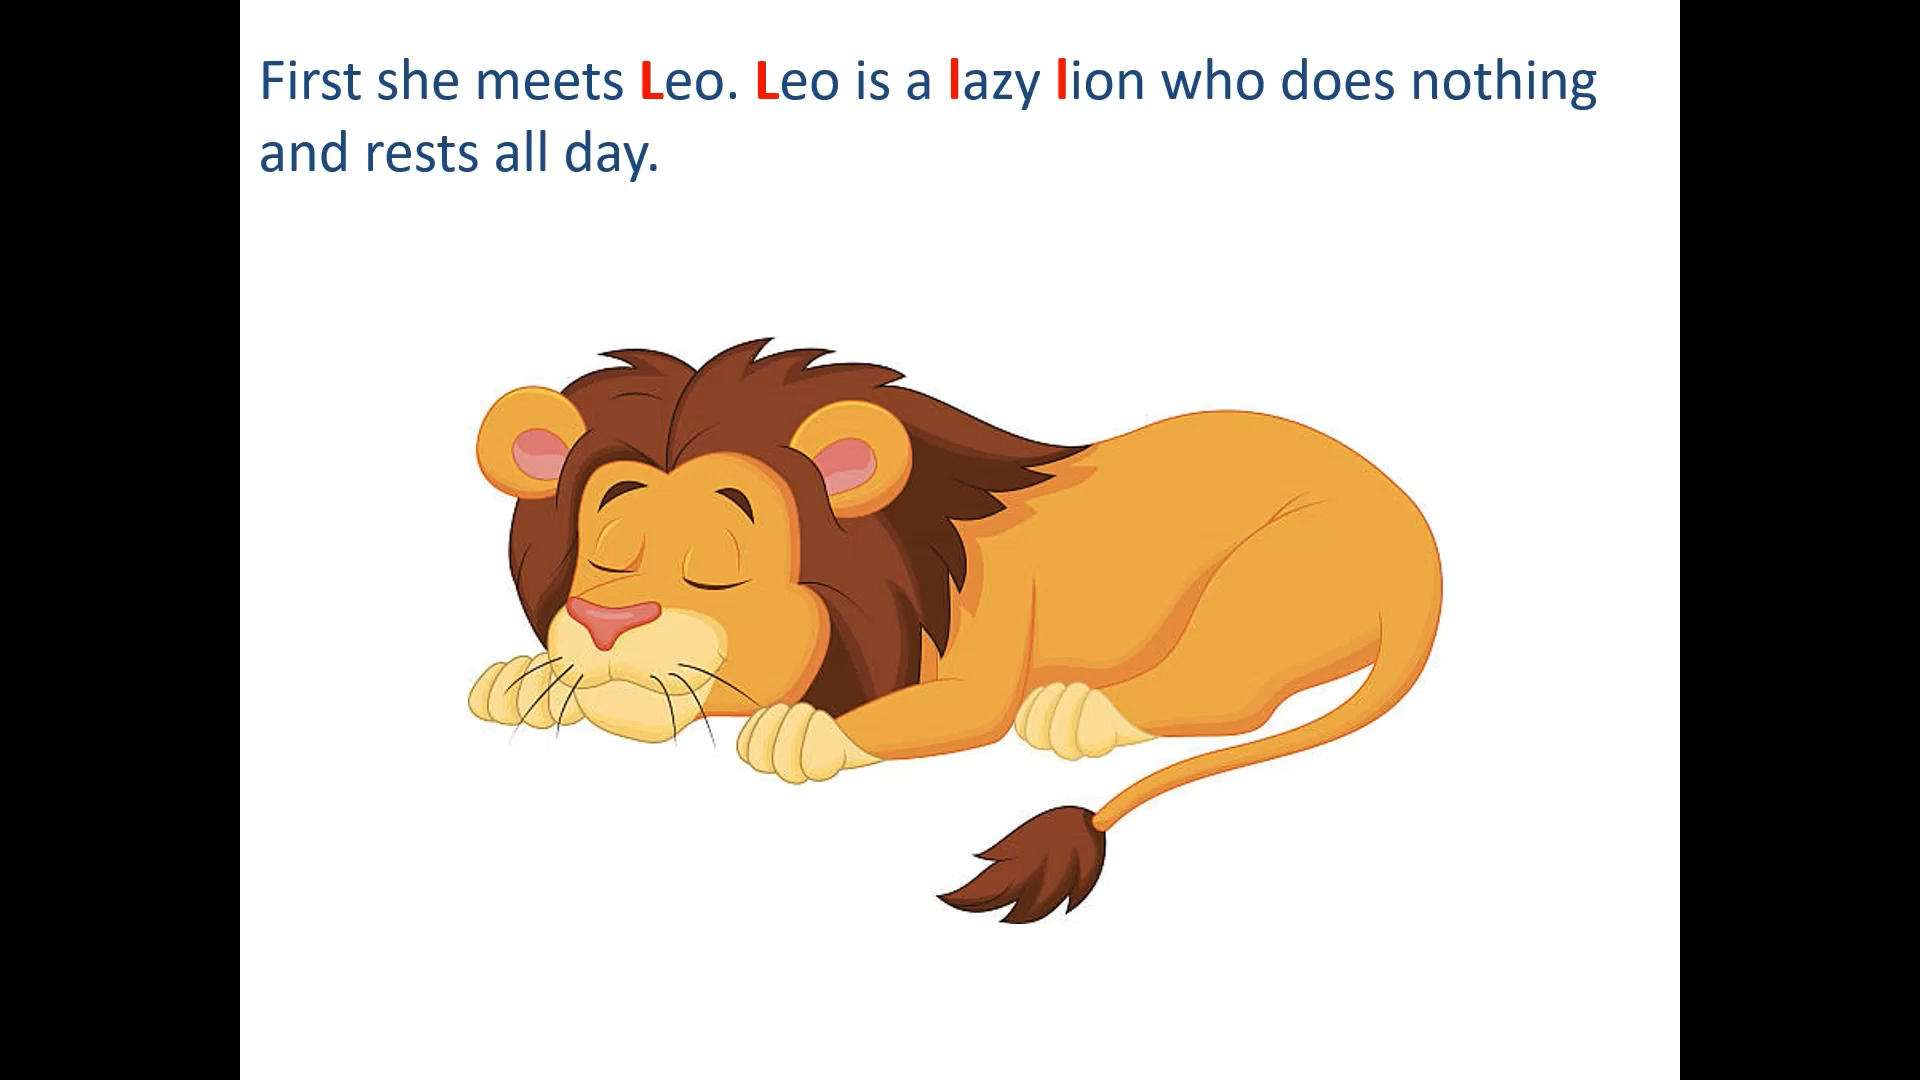 First she meets Leo. Leo is a lazy lion who does nothing
and rests all day.